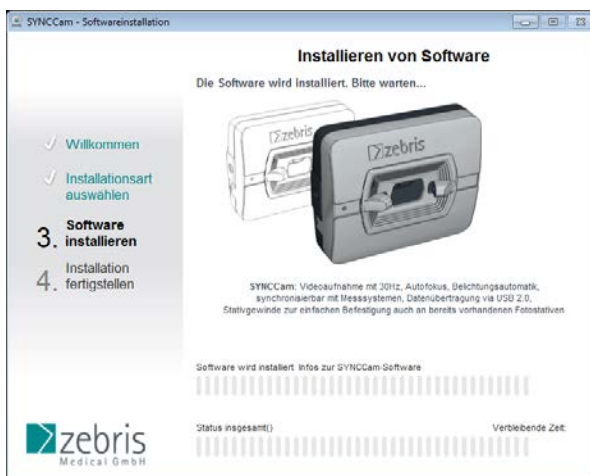 SYNCCam - Softwareinstallation
Installieren von Software
Die Software wird installiert. Bitte warten...
zebris
zebris
Willkommen
Installationsart
auswählen
3. Software
installieren
4. Installation
fertigstellen
SYNCCam: Videoaufnahme mit 30Hz, Autofokus, Belichtungsautomatik,
synchronisierbar mit Messsystemen, Datenübertragung via USB 2.0,
Stativgewinde zur einfachen Befestigung auch an bereits vorhandenen Fotostativen
Software wird installiert. Infos zur SYNCCam-Software
Status insgesamt() Verbleibende Zeit:
zebris
Medical GmbH